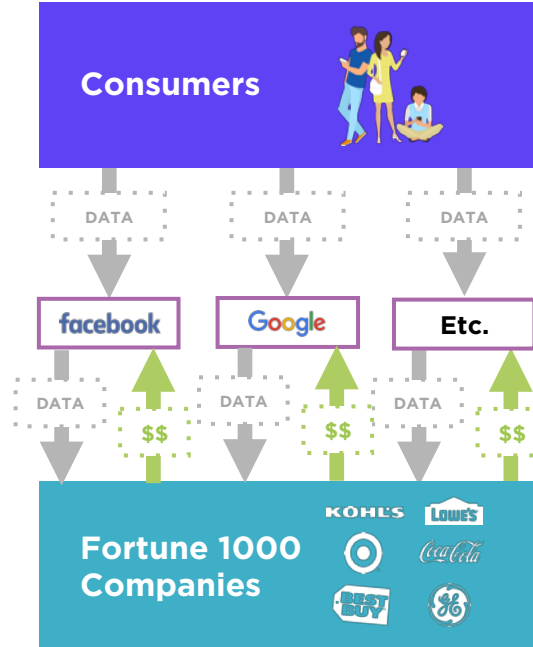 Consumers
DATA DATA DATA
facebook Google Etc.
DATA DATA DATA
$$ $$ $$
KOHL'S LOWE'S
Fortune 1000
Companies
Coca-Cola
BEST
BUY
GE